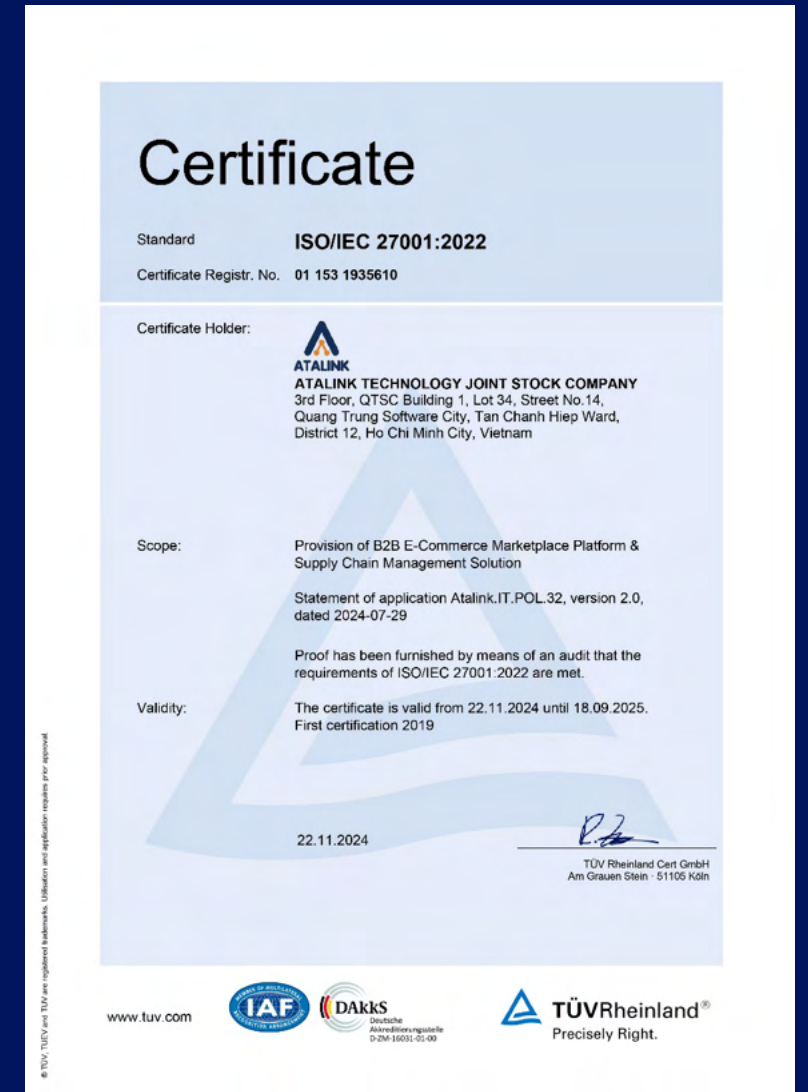 Certificate
Standard ISO/IEC 27001:2022
Certificate Registr. No. 01 153 1935610
Certificate Holder:
ATALINK
ATALINK TECHNOLOGY JOINT STOCK COMPANY
3rd Floor, QTSC Building 1, Lot 34, Street No.14,
Quang Trung Software City, Tan Chanh Hiep Ward,
District 12, Ho Chi Minh City, Vietnam
Scope: Provision of B2B E-Commerce Marketplace Platform &
Supply Chain Management Solution
Statement of application Atalink.IT.POL.32, version 2.0,
dated 2024-07-29
Proof has been furnished by means of an audit that the
requirements of ISO/IEC 27001:2022 are met.
Validity: The certificate is valid from 22.11.2024 until 18.09.2025.
First certification 2019
22.11.2024
TÜV Rheinland Cert GmbH
Am Grauen Stein · 51105 Köln
® TÜV, TUEV and TUV are registered trademarks. Utilisation and application requires prior approval.
www.tuv.com
MEMBER OF MULTILATERAL
RECOGNITION ARRANGEMENT
IAF
DAkkS
Deutsche
Akkreditierungsstelle
D-ZM-16031-01-00
TÜVRheinland®
Precisely Right.